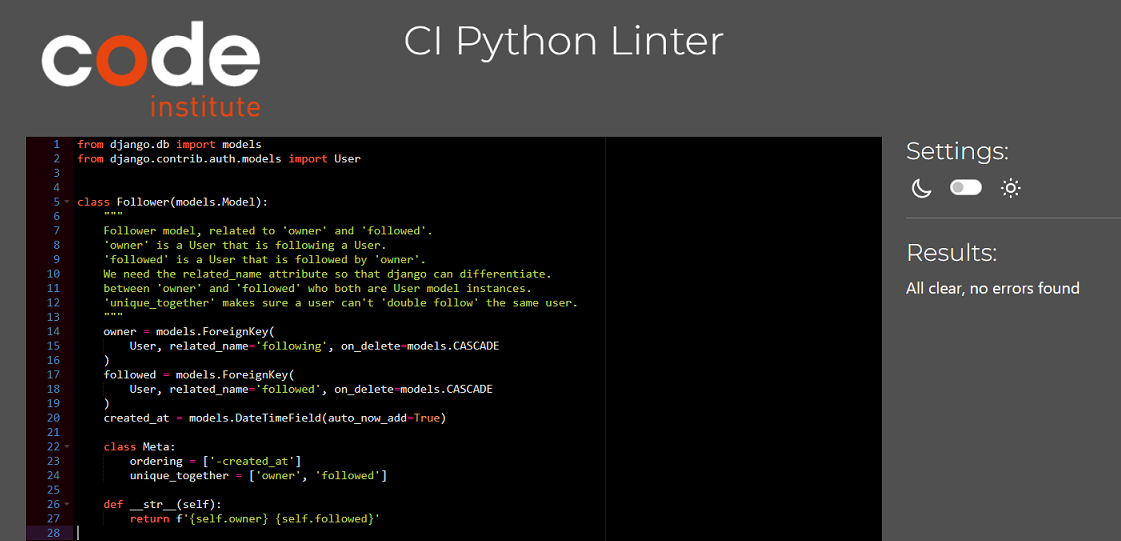 code
institute
CI Python Linter
1 from django.db import models
2 from django.contrib.auth.models import User
3
4
5 class Follower(models.Model):
6     """
7     Follower model, related to 'owner' and 'followed'.
8     'owner' is a User that is following a User.
9     'followed' is a User that is followed by 'owner'.
10     We need the related_name attribute so that django can differentiate.
11     between 'owner' and 'followed' who both are User model instances.
12     'unique_together' makes sure a user can't 'double follow' the same user.
13     """
14     owner = models.ForeignKey(
15         User, related_name='following', on_delete=models.CASCADE
16     )
17     followed = models.ForeignKey(
18         User, related_name='followed', on_delete=models.CASCADE
19     )
20     created_at = models.DateTimeField(auto_now_add=True)
21
22     class Meta:
23         ordering = ['-created_at']
24         unique_together = ['owner', 'followed']
25
26     def __str__(self):
27         return f'{self.owner} {self.followed}'
28
Settings:
Results:
All clear, no errors found